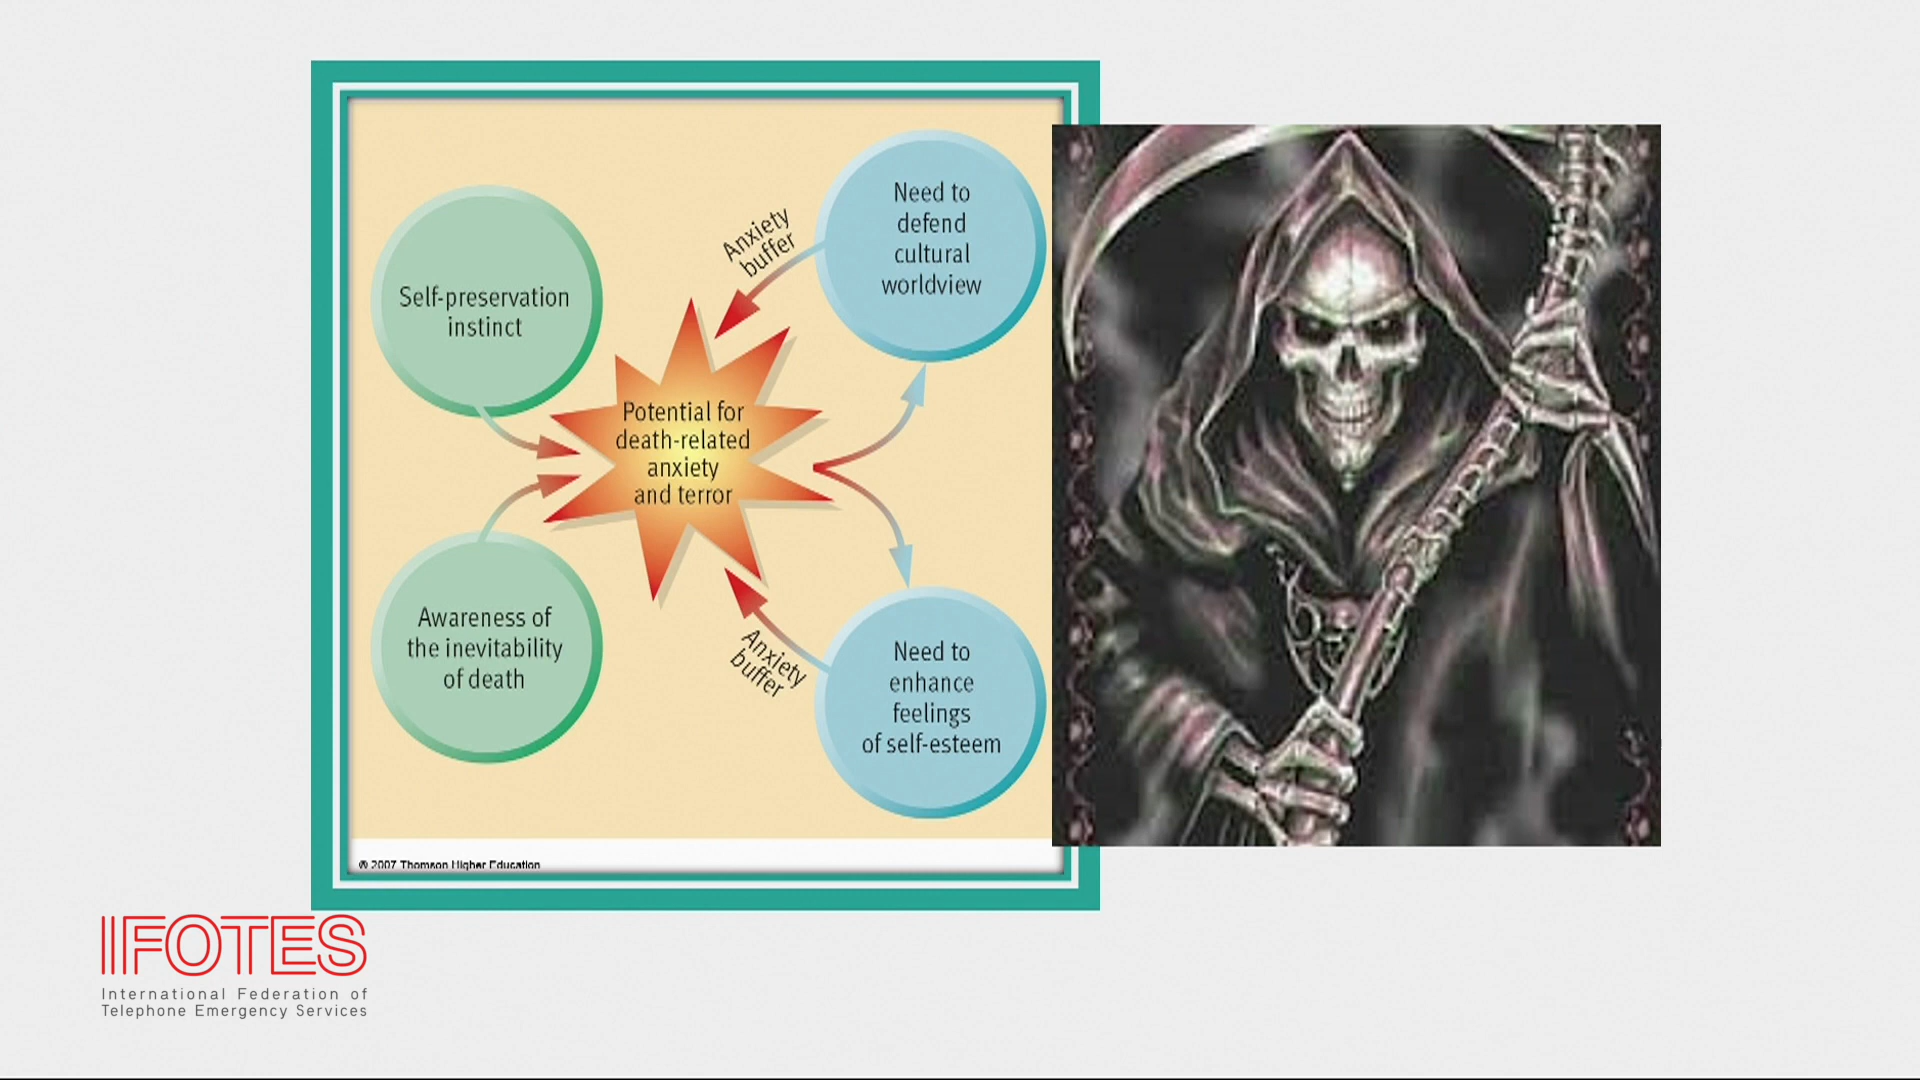 Self-preservation
instinct
Awareness of
the inevitability
of death
Potential for
death-related
anxiety
and terror
Anxiety
buffer
Need to
defend
cultural
worldview
Anxiety
buffer
Need to
enhance
feelings
of self-esteem
® 2007 Thomson Higher Education
IFOTES
International Federation of
Telephone Emergency Services